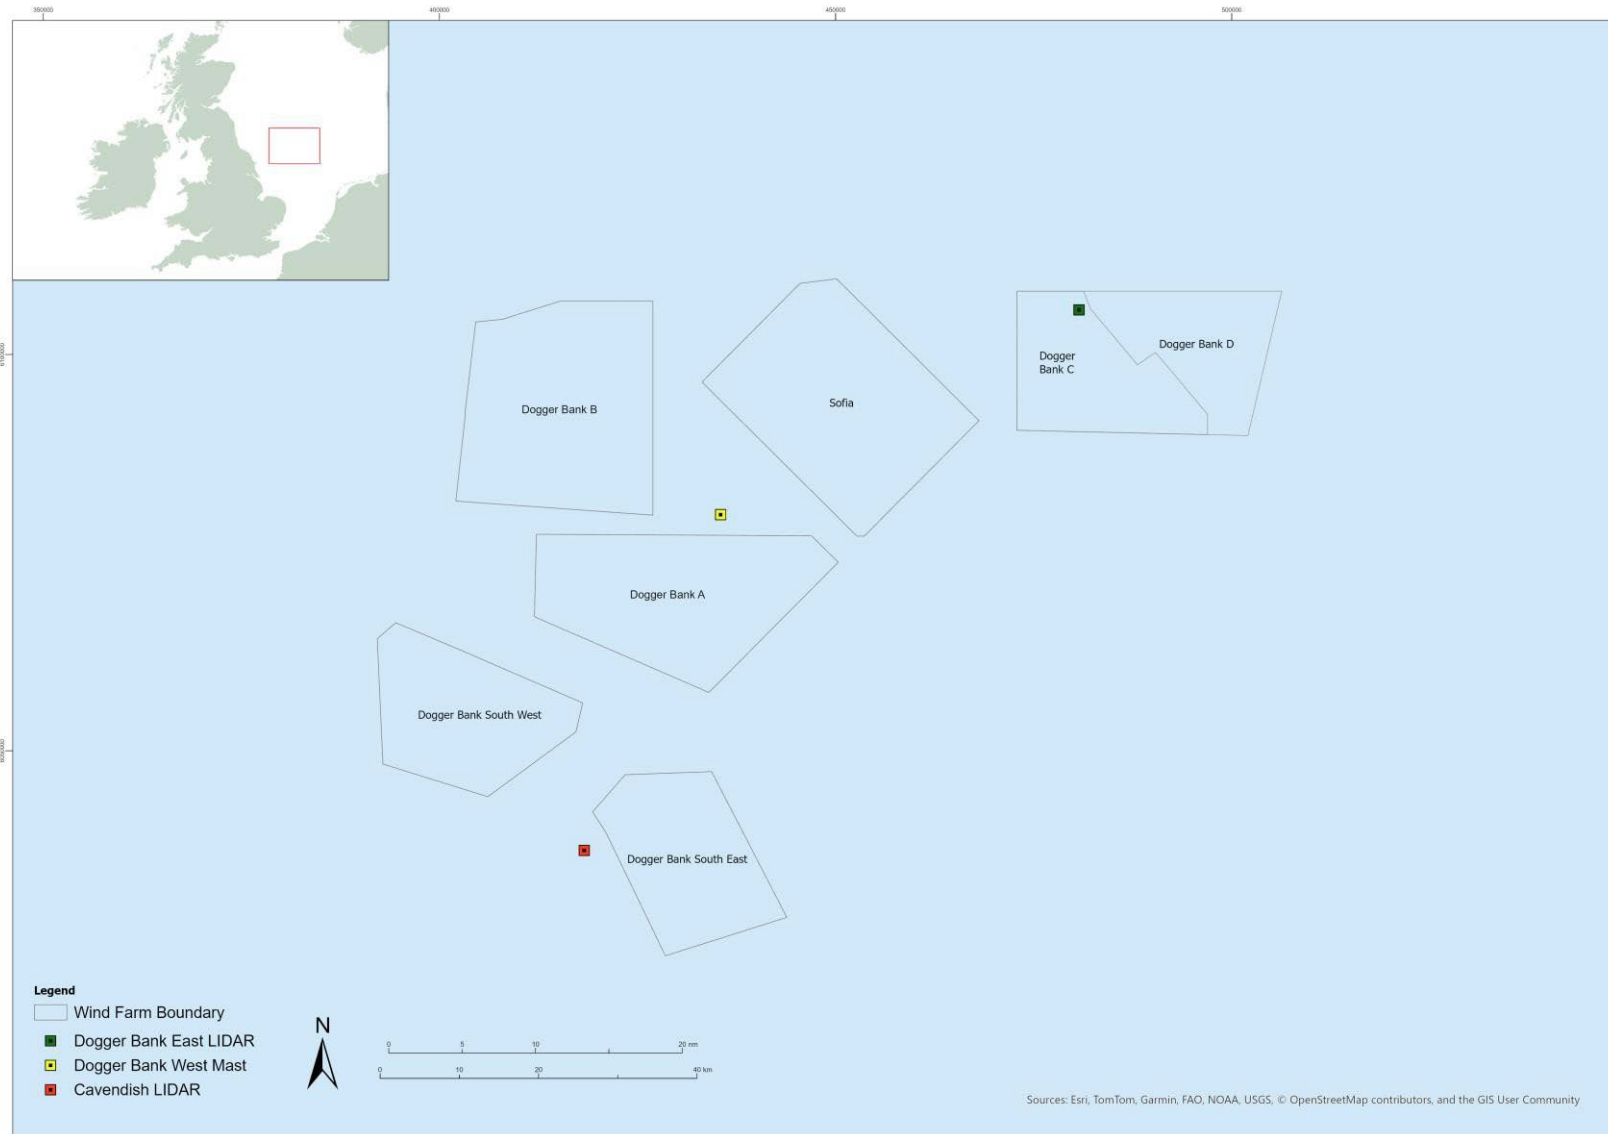 350000
400000
450000
500000
6100000
6050000
Dogger Bank B
Sofia
Dogger
Bank C
Dogger Bank D
Dogger Bank A
Dogger Bank South West
Dogger Bank South East
Legend
Wind Farm Boundary
Dogger Bank East LIDAR
Dogger Bank West Mast
Cavendish LIDAR
N
0 5 10 20 nm
0 10 20 40 km
Sources: Esri, TomTom, Garmin, FAO, NOAA, USGS, © OpenStreetMap contributors, and the GIS User Community